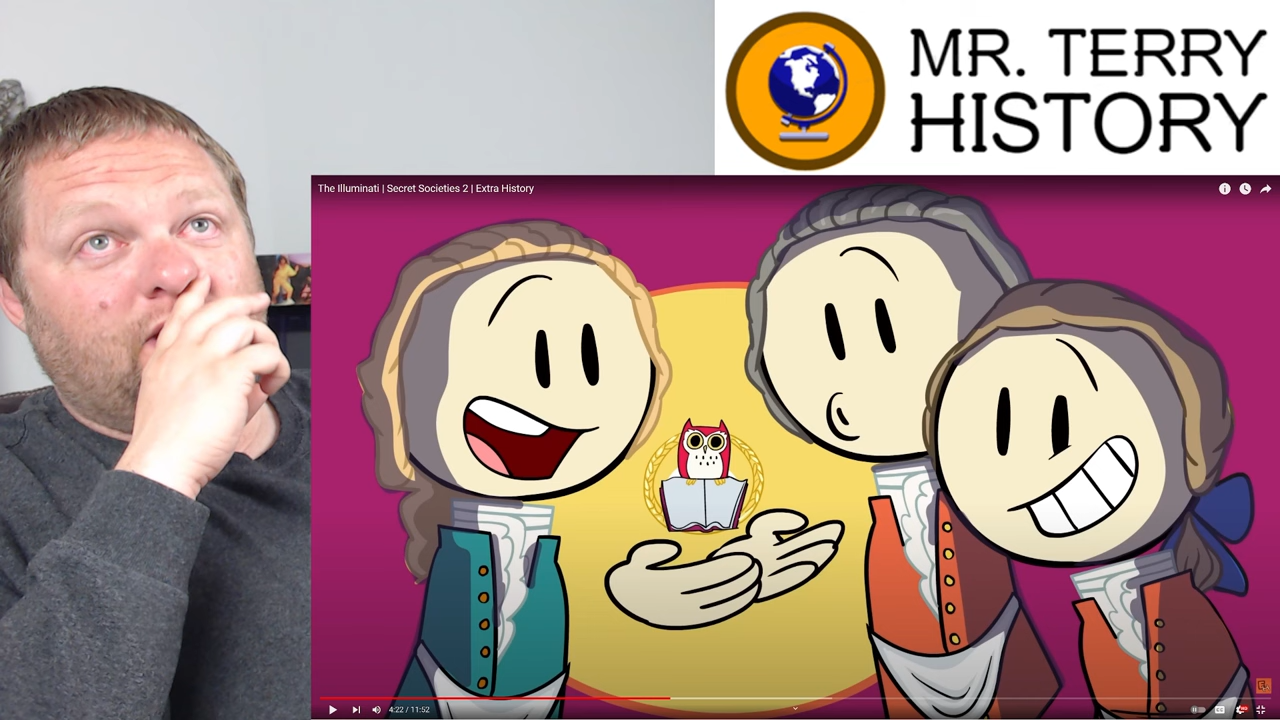 MR. TERRY
HISTORY
The Illuminati | Secret Societies 2 | Extra History
4:22 / 11:52